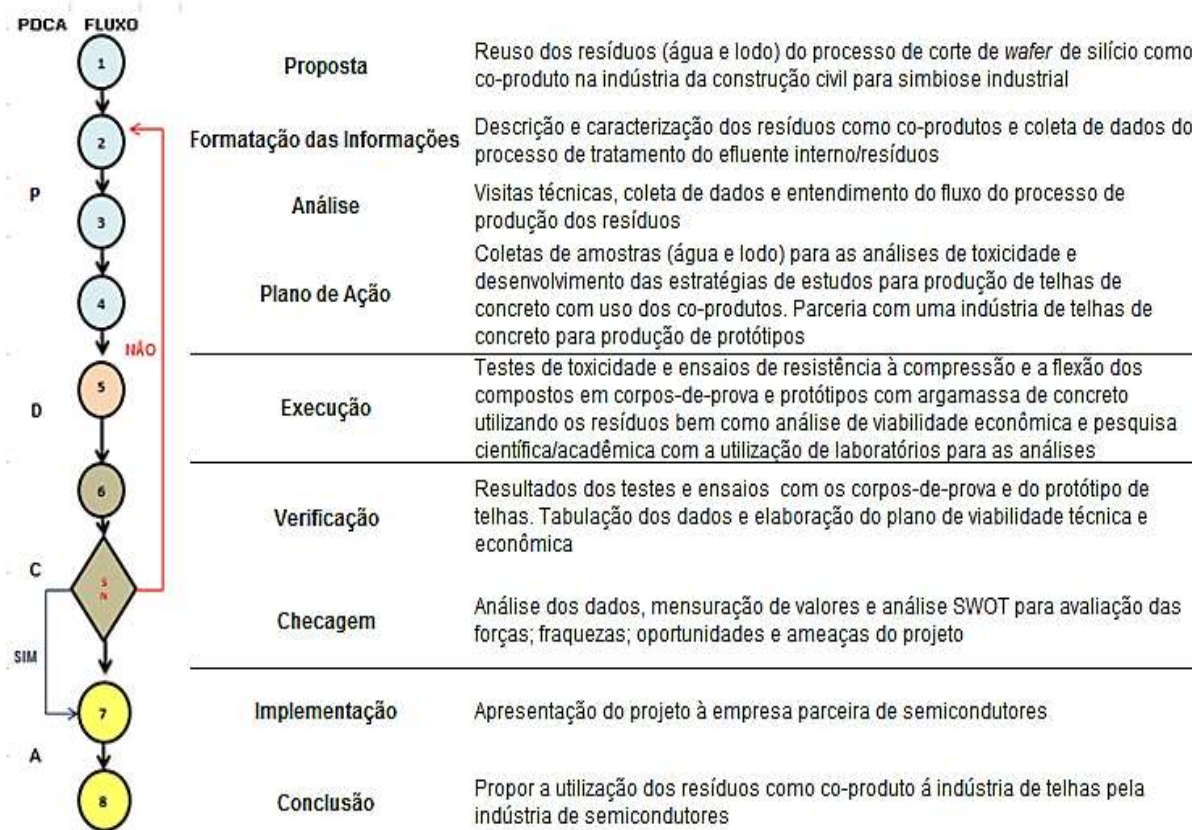 PDCA FLUXO
1
Proposta
Reuso dos resíduos (água e lodo) do processo de corte de wafer de silício como
co-produto na indústria da construção civil para simbiose industrial
2
Formatação das Informações
Descrição e caracterização dos resíduos como co-produtos e coleta de dados do
processo de tratamento do efluente interno/resíduos
P
3
Análise
Visitas técnicas, coleta de dados e entendimento do fluxo do processo de
produção dos resíduos
4
Plano de Ação
Coletas de amostras (água e lodo) para as análises de toxicidade e
desenvolvimento das estratégias de estudos para produção de telhas de
concreto com uso dos co-produtos. Parceria com uma indústria de telhas de
concreto para produção de protótipos
NÃO
D
5
Execução
Testes de toxicidade e ensaios de resistência à compressão e a flexão dos
compostos em corpos-de-prova e protótipos com argamassa de concreto
utilizando os resíduos bem como análise de viabilidade econômica e pesquisa
científica/acadêmica com a utilização de laboratórios para as análises
6
Verificação
Resultados dos testes e ensaios com os corpos-de-prova e do protótipo de
telhas. Tabulação dos dados e elaboração do plano de viabilidade técnica e
econômica
C
S
N
Checagem
Análise dos dados, mensuração de valores e análise SWOT para avaliação das
forças; fraquezas; oportunidades e ameaças do projeto
SIM
7
Implementação
Apresentação do projeto à empresa parceira de semicondutores
A
8
Conclusão
Propor a utilização dos resíduos como co-produto á indústria de telhas pela
indústria de semicondutores